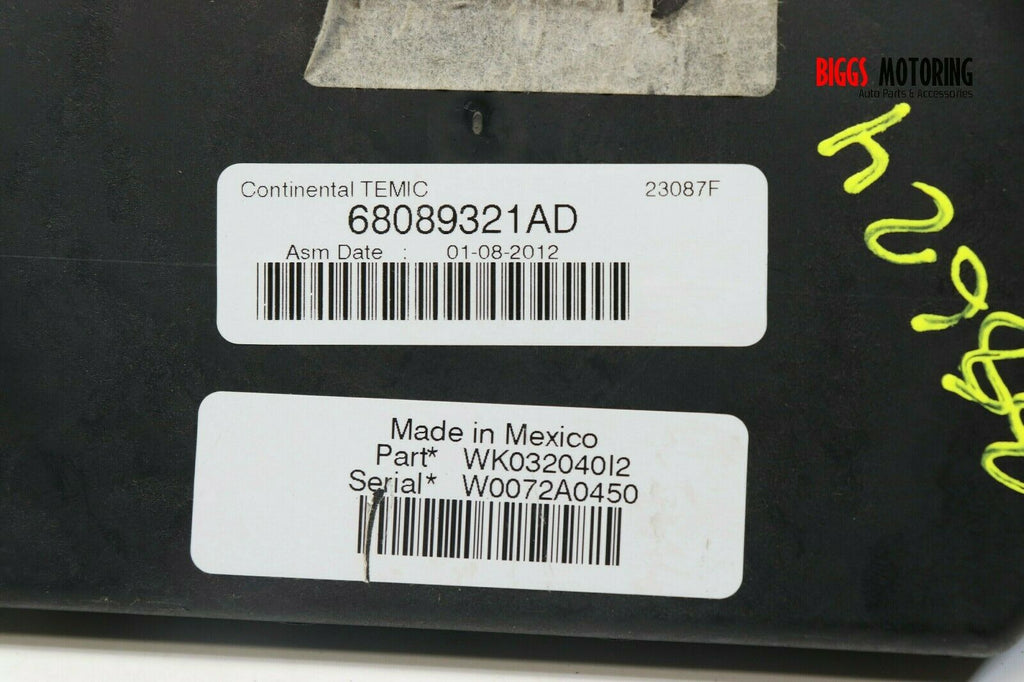 BIGGS MOTORING
Auto Parts & Accessories
Continental TEMIC 23087F
68089321AD
Asm Date : 01-08-2012
Made in Mexico
Part* WK032040I2
Serial* W0072A0450